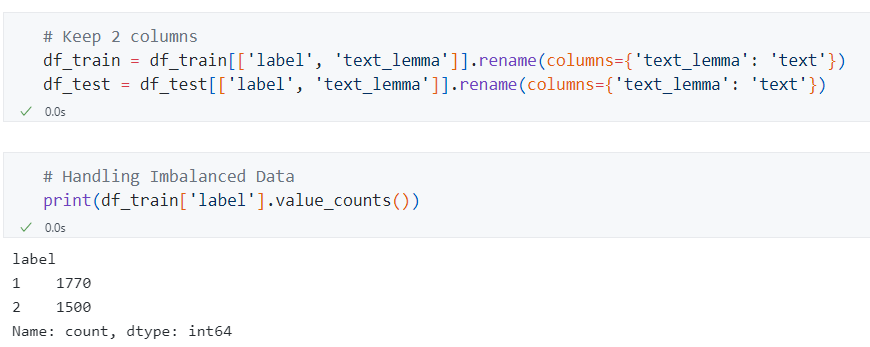 # Keep 2 columns
df_train = df_train[['label', 'text_lemma']].rename(columns={'text_lemma': 'text'})
df_test = df_test[['label', 'text_lemma']].rename(columns={'text_lemma': 'text'})
✓ 0.0s
# Handling Imbalanced Data
print(df_train['label'].value_counts())
✓ 0.0s
label
1    1770
2    1500
Name: count, dtype: int64